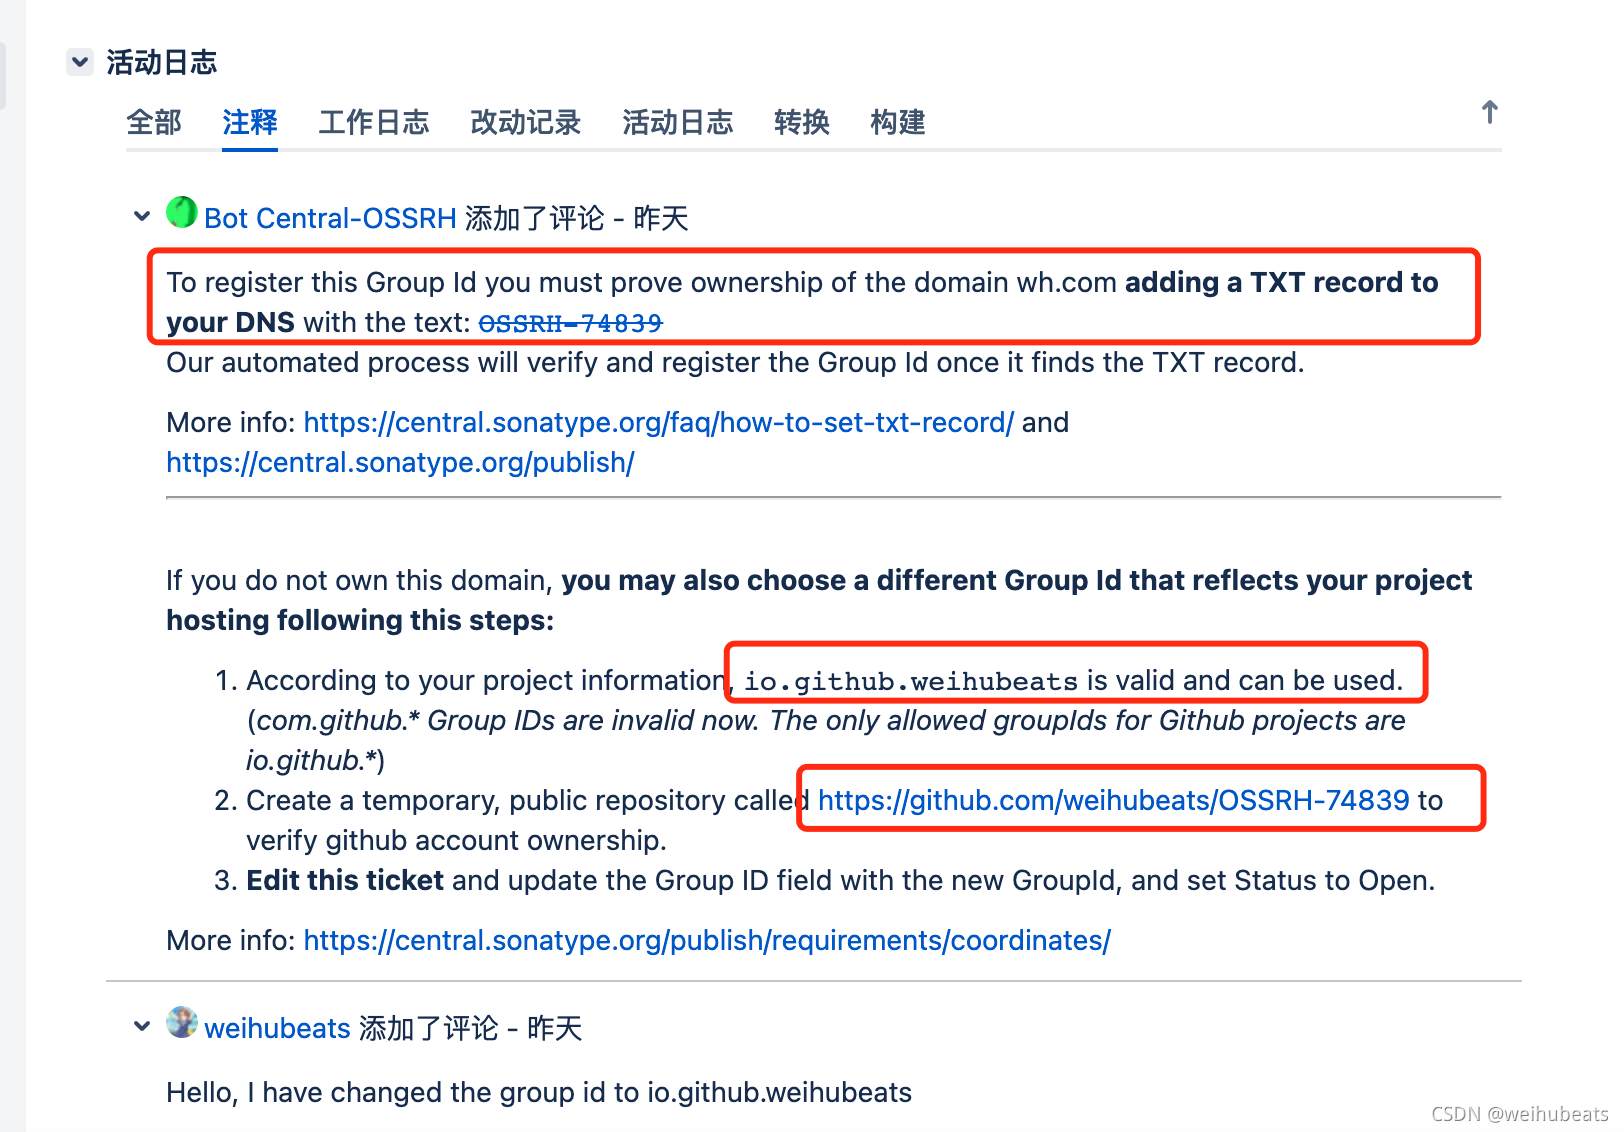 活动日志
全部 注释 工作日志 改动记录 活动日志 转换 构建
Bot Central-OSSRH 添加了评论 - 昨天
To register this Group Id you must prove ownership of the domain wh.com adding a TXT record to
your DNS with the text: OSSRH-74839
Our automated process will verify and register the Group Id once it finds the TXT record.
More info: https://central.sonatype.org/faq/how-to-set-txt-record/ and
https://central.sonatype.org/publish/
If you do not own this domain, you may also choose a different Group Id that reflects your project
hosting following this steps:
1. According to your project information, io.github.weihubeats is valid and can be used.
(com.github.* Group IDs are invalid now. The only allowed groupIds for Github projects are
io.github.*)
2. Create a temporary, public repository called https://github.com/weihubeats/OSSRH-74839 to
verify github account ownership.
3. Edit this ticket and update the Group ID field with the new GroupId, and set Status to Open.
More info: https://central.sonatype.org/publish/requirements/coordinates/
weihubeats 添加了评论 - 昨天
Hello, I have changed the group id to io.github.weihubeats
CSDN @weihubeats